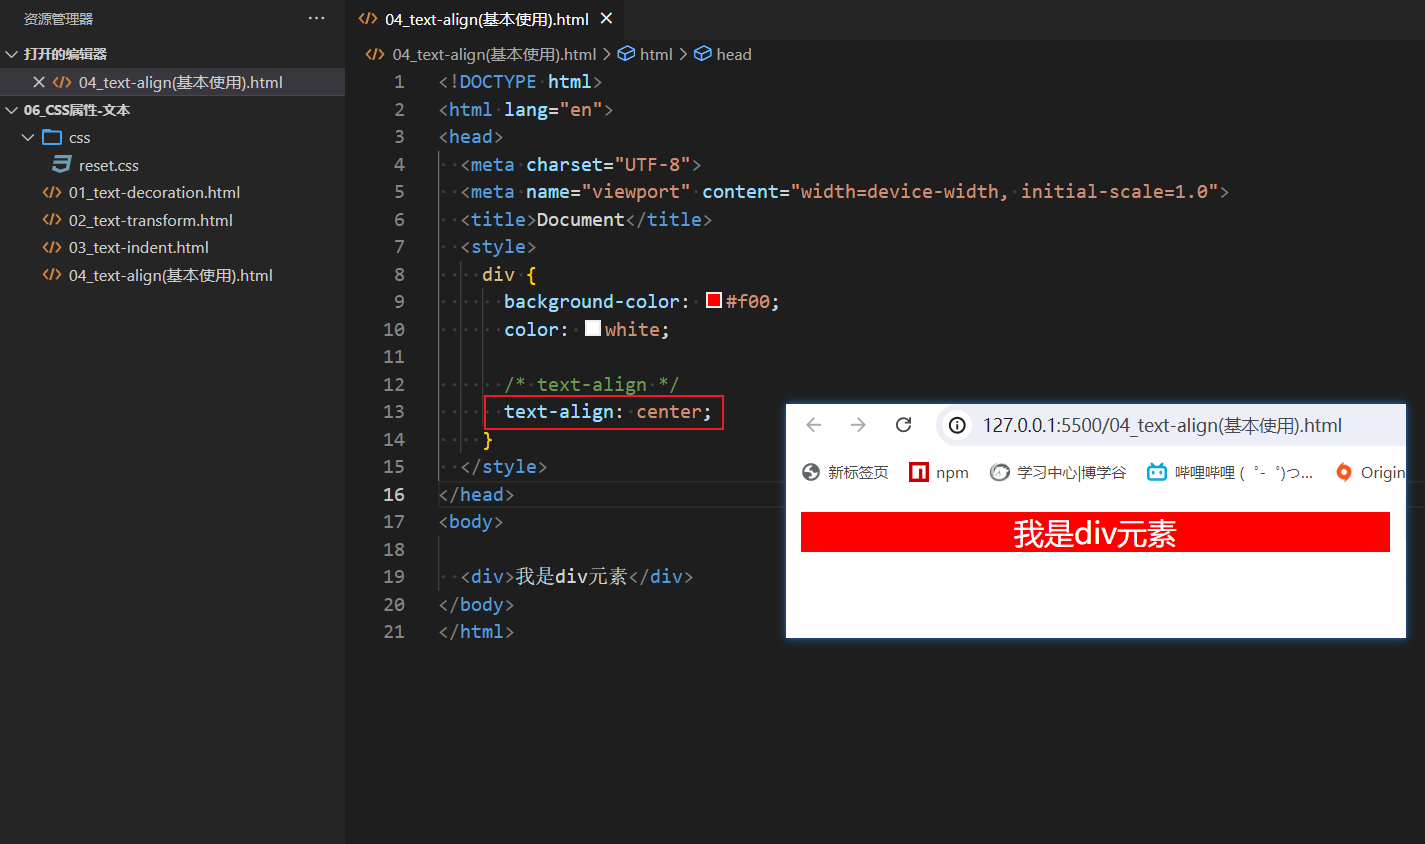 资源管理器 ···
打开的编辑器
04_text-align(基本使用).html
06_CSS属性-文本
css
reset.css
01_text-decoration.html
02_text-transform.html
03_text-indent.html
04_text-align(基本使用).html
04_text-align(基本使用).html
04_text-align(基本使用).html > html > head
1 <!DOCTYPE html>
2 <html lang="en">
3 <head>
4 <meta charset="UTF-8">
5 <meta name="viewport" content="width=device-width, initial-scale=1.0">
6 <title>Document</title>
7 <style>
8 div {
9 background-color: #f00;
10 color: white;
11
12 /* text-align */
13 text-align: center;
14 }
15 </style>
16 </head>
17 <body>
18
19 <div>我是div元素</div>
20 </body>
21 </html>
127.0.0.1:5500/04_text-align(基本使用).html
新标签页 npm 学习中心|博学谷 哔哩哔哩 (゜-゜)つ... Origin
我是div元素